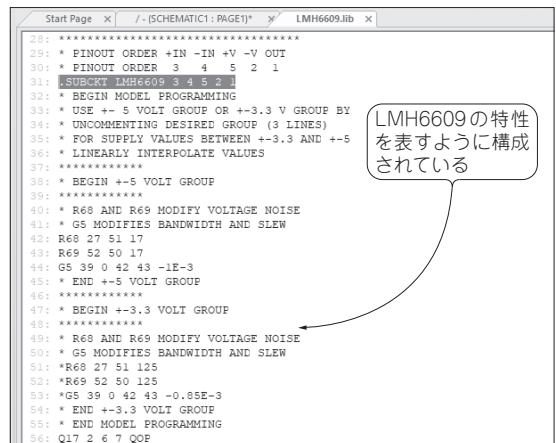 Start Page × / - (SCHEMATIC1 : PAGE1)* × LMH6609.lib ×
28: *********************************
29: * PINOUT ORDER +IN -IN +V -V OUT
30: * PINOUT ORDER 3 4 5 2 1
31: .SUBCKT LMH6609 3 4 5 2 1
32: * BEGIN MODEL PROGRAMMING
33: * USE +- 5 VOLT GROUP OR +-3.3 V GROUP BY
34: * UNCOMMENTING DESIRED GROUP (3 LINES)
35: * FOR SUPPLY VALUES BETWEEN +-3.3 AND +-5
36: * LINEARLY INTERPOLATE VALUES
37: ************
38: * BEGIN +-5 VOLT GROUP
39: ************
40: * R68 AND R69 MODIFY VOLTAGE NOISE
41: * G5 MODIFIES BANDWIDTH AND SLEW
42: R68 27 51 17
43: R69 52 50 17
44: G5 39 0 42 43 -1E-3
45: * END +-5 VOLT GROUP
46: ************
47: * BEGIN +-3.3 VOLT GROUP
48: ************
49: * R68 AND R69 MODIFY VOLTAGE NOISE
50: * G5 MODIFIES BANDWIDTH AND SLEW
51: *R68 27 51 125
52: *R69 52 50 125
53: *G5 39 0 42 43 -0.85E-3
54: * END +-3.3 VOLT GROUP
55: * END MODEL PROGRAMMING
56: Q17 2 6 7 QOP
LMH6609の特性
を表すように構成
されている